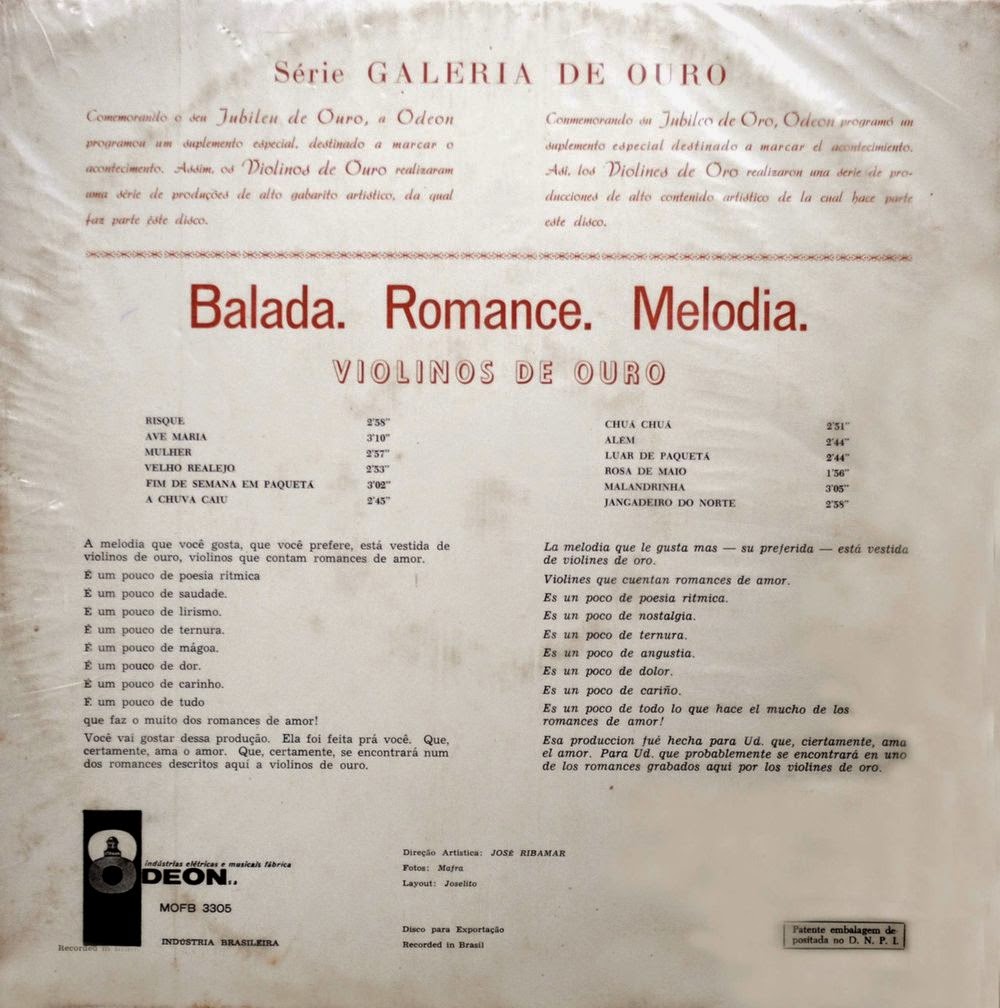 Série GALERIA DE OURO
Comemorando o seu Jubileu de Ouro, a Odeon
programou um suplemento especial, destinado a marcar o
acontecimento. Assim, os Violinos de Ouro realizaram
uma série de produções de alto gabarito artístico, da qual
faz parte êste disco.
Conmemorando su Jubileo de Oro, Odeon programó un
suplemento especial destinado a marcar el acontecimiento.
Asi, los Violines de Oro realizaron una serie de pro-
ducciones de alto contenido artístico de la cual hace parte
este disco.
Balada. Romance. Melodia.
VIOLINOS DE OURO
RISQUE 2'58"
AVE MARIA 3'10"
MULHER 2'57"
VELHO REALEJO 2'53"
FIM DE SEMANA EM PAQUETÁ 3'02"
A CHUVA CAIU 2'45"
CHUÁ CHUÁ 2'51"
ALÉM 2'44"
LUAR DE PAQUETÁ 2'44"
ROSA DE MAIO 1'56"
MALANDRINHA 3'05"
JANGADEIRO DO NORTE 2'58"
A melodia que você gosta, que você prefere, está vestida de
violinos de ouro, violinos que contam romances de amor.
É um pouco de poesia rítmica
É um pouco de saudade.
É um pouco de lirismo.
É um pouco de ternura.
É um pouco de mágoa.
É um pouco de dor.
É um pouco de carinho.
É um pouco de tudo
que faz o muito dos romances de amor!
Você vai gostar dessa produção. Ela foi feita prá você. Que,
certamente, ama o amor. Que, certamente, se encontrará num
dos romances descritos aqui a violinos de ouro.
La melodia que le gusta mas — su preferida — está vestida
de violines de oro.
Violines que cuentan romances de amor.
Es un poco de poesia ritmica.
Es un poco de nostalgia.
Es un poco de ternura.
Es un poco de angustia.
Es un poco de dolor.
Es un poco de cariño.
Es un poco de todo lo que hace el mucho de los
romances de amor!
Esa produccion fué hecha para Ud. que, ciertamente, ama
el amor. Para Ud. que probablemente se encontrará en uno
de los romances grabados aqui por los violines de oro.
indústrias elétricas e musicais fábrica
ODEON S.A.
MOFB 3305
INDÚSTRIA BRASILEIRA
Recorded in
Direção Artística: JOSÉ RIBAMAR
Fotos: Mafra
Layout: Joselito
Disco para Exportação
Recorded in Brasil
Patente embalagem de-
positada no D. N. P. I.